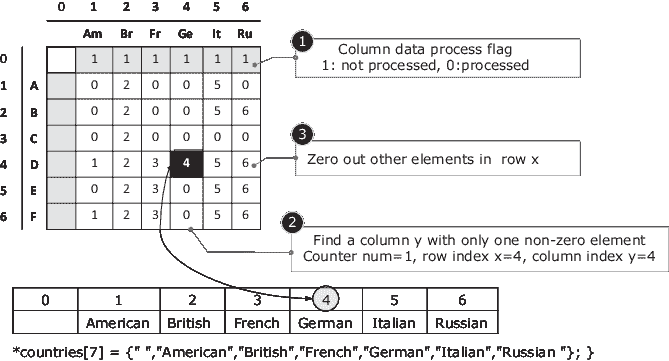 0 1 2 3 4 5 6
Am Br Fr Ge It Ru
0 1 1 1 1 1 1
1 A 0 2 0 0 5 0
2 B 0 2 0 0 5 6
3 C 0 2 0 0 0 0
4 D 1 2 3 4 5 6
5 E 0 2 3 0 5 6
6 F 1 2 3 0 5 6
1
Column data process flag
1: not processed, 0:processed
3
Zero out other elements in row x
2
Find a column y with only one non-zero element
Counter num=1, row index x=4, column index y=4
0 1 2 3 4 5 6
American British French German Italian Russian
*countries[7] = {" ","American","British","French","German","Italian","Russian "}; }